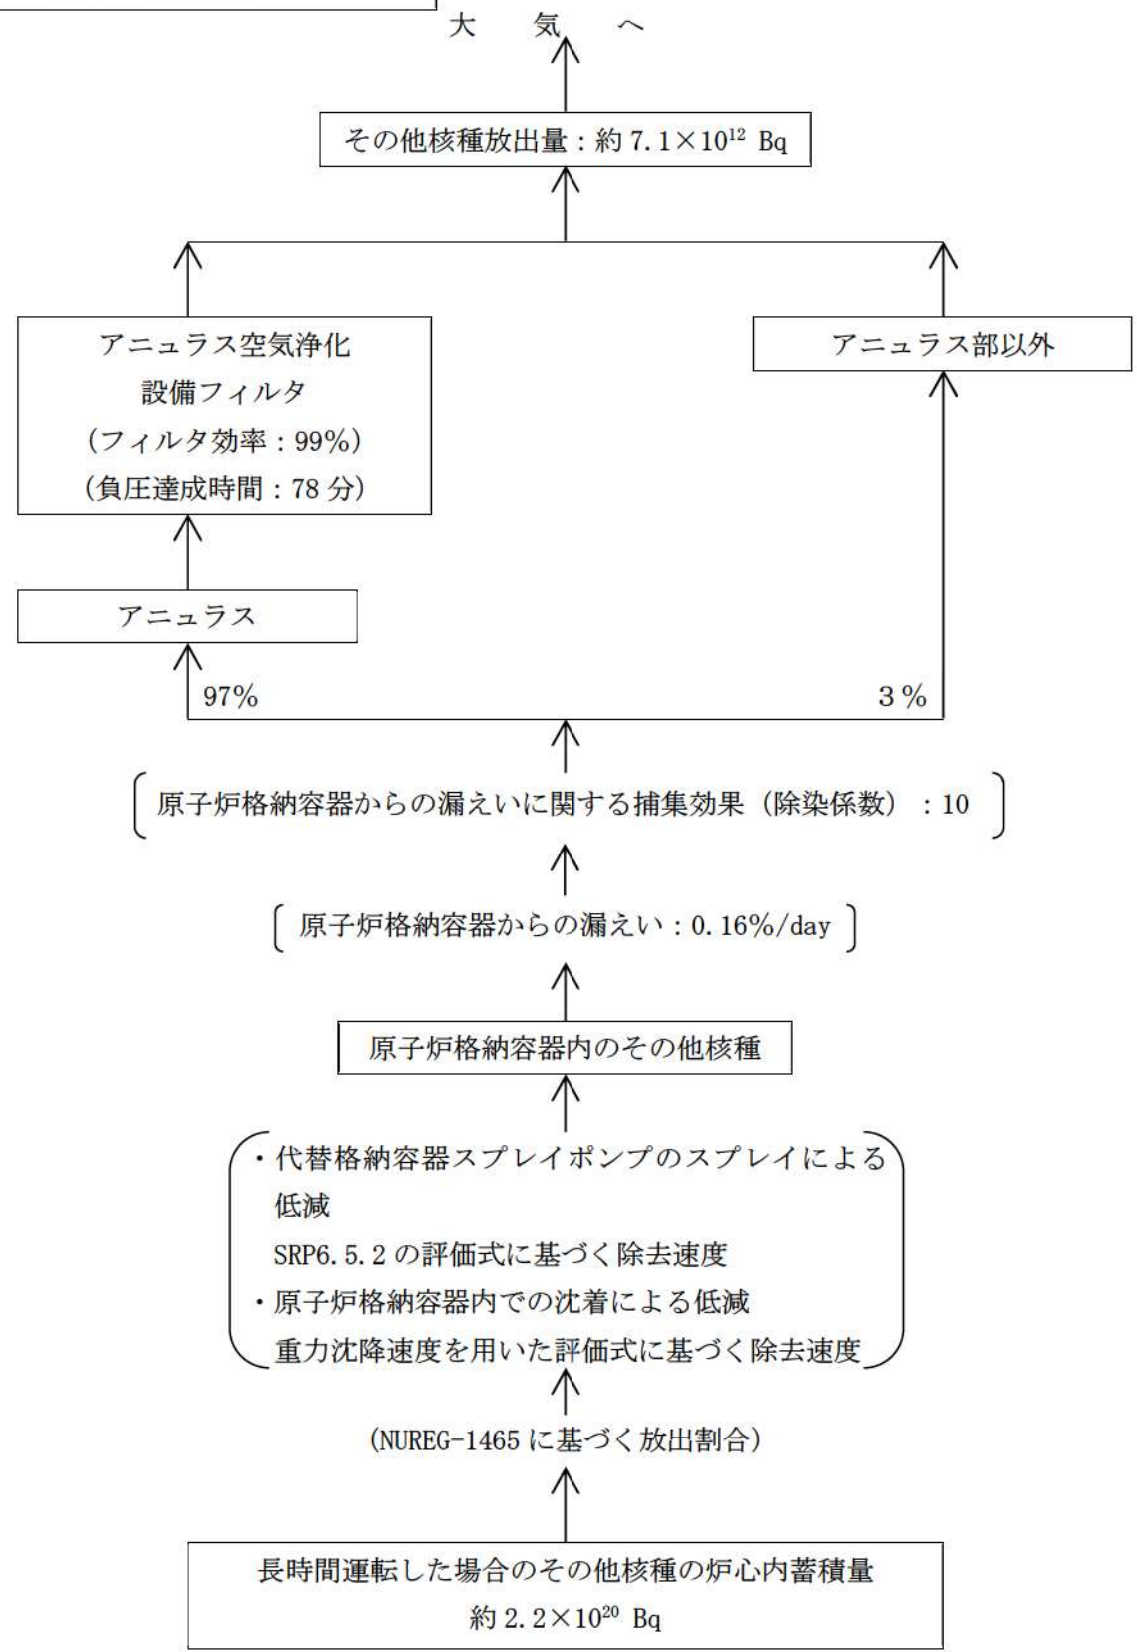 大気へ
その他核種放出量：約 7.1×10¹² Bq
アニュラス空気浄化
設備フィルタ
（フィルタ効率：99%）
（負圧達成時間：78 分）
アニュラス部以外
アニュラス
97%
3％
原子炉格納容器からの漏えいに関する捕集効果（除染係数）：10
原子炉格納容器からの漏えい：0.16%/day
原子炉格納容器内のその他核種
・代替格納容器スプレイポンプのスプレイによる
低減
SRP6.5.2 の評価式に基づく除去速度
・原子炉格納容器内での沈着による低減
重力沈降速度を用いた評価式に基づく除去速度
（NUREG-1465 に基づく放出割合）
長時間運転した場合のその他核種の炉心内蓄積量
約 2.2×10²⁰ Bq